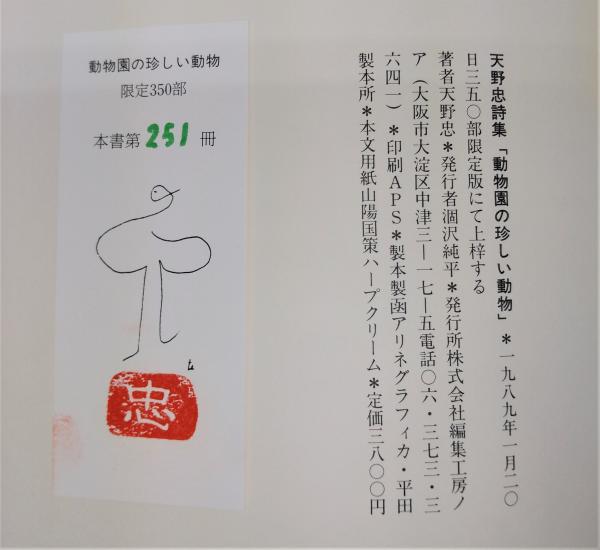 天野忠詩集「動物園の珍しい動物」＊一九八九年一月二〇
日三五〇部限定版にて上梓する
著者天野忠＊発行者涸沢純平＊発行所株式会社編集工房ノ
ア（大阪市大淀区中津三―一七―五電話〇六・三七三・三
六四一）＊印刷ＡＰＳ＊製本製函アリネグラフィカ・平田
製本所＊本文用紙山陽国策ハープクリーム＊定価三八〇〇円
動物園の珍しい動物
限定350部
本書第251冊
忠